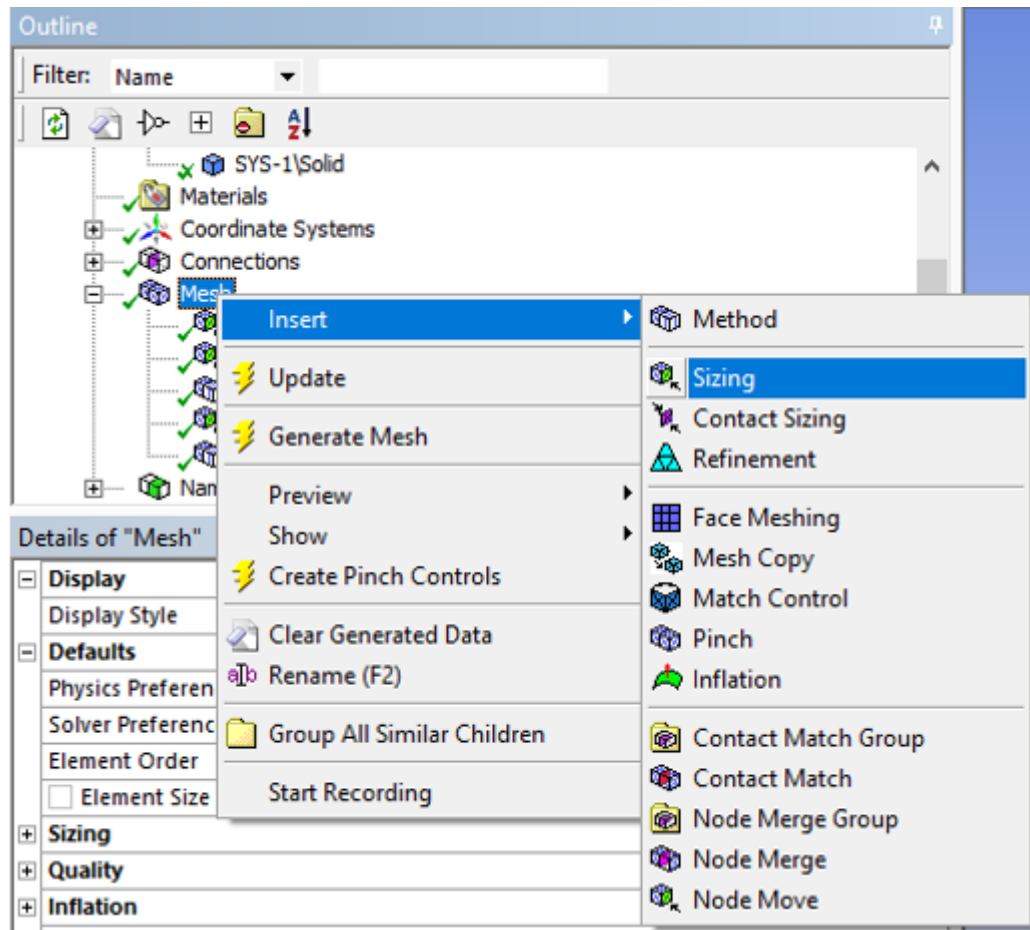 Outline
Filter: Name
SYS-1\Solid
Materials
Coordinate Systems
Connections
Mesh
Nar
Insert
Update
Generate Mesh
Preview
Show
Create Pinch Controls
Clear Generated Data
Rename (F2)
Group All Similar Children
Start Recording
Method
Sizing
Contact Sizing
Refinement
Face Meshing
Mesh Copy
Match Control
Pinch
Inflation
Contact Match Group
Contact Match
Node Merge Group
Node Merge
Node Move
Details of "Mesh"
Display
Display Style
Defaults
Physics Preferen
Solver Preferenc
Element Order
Element Size
Sizing
Quality
Inflation